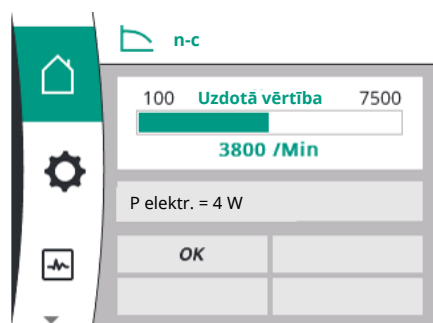 n-c
100 Uzdotā vērtība 7500
3800 /Min
P elektr. = 4 W
OK